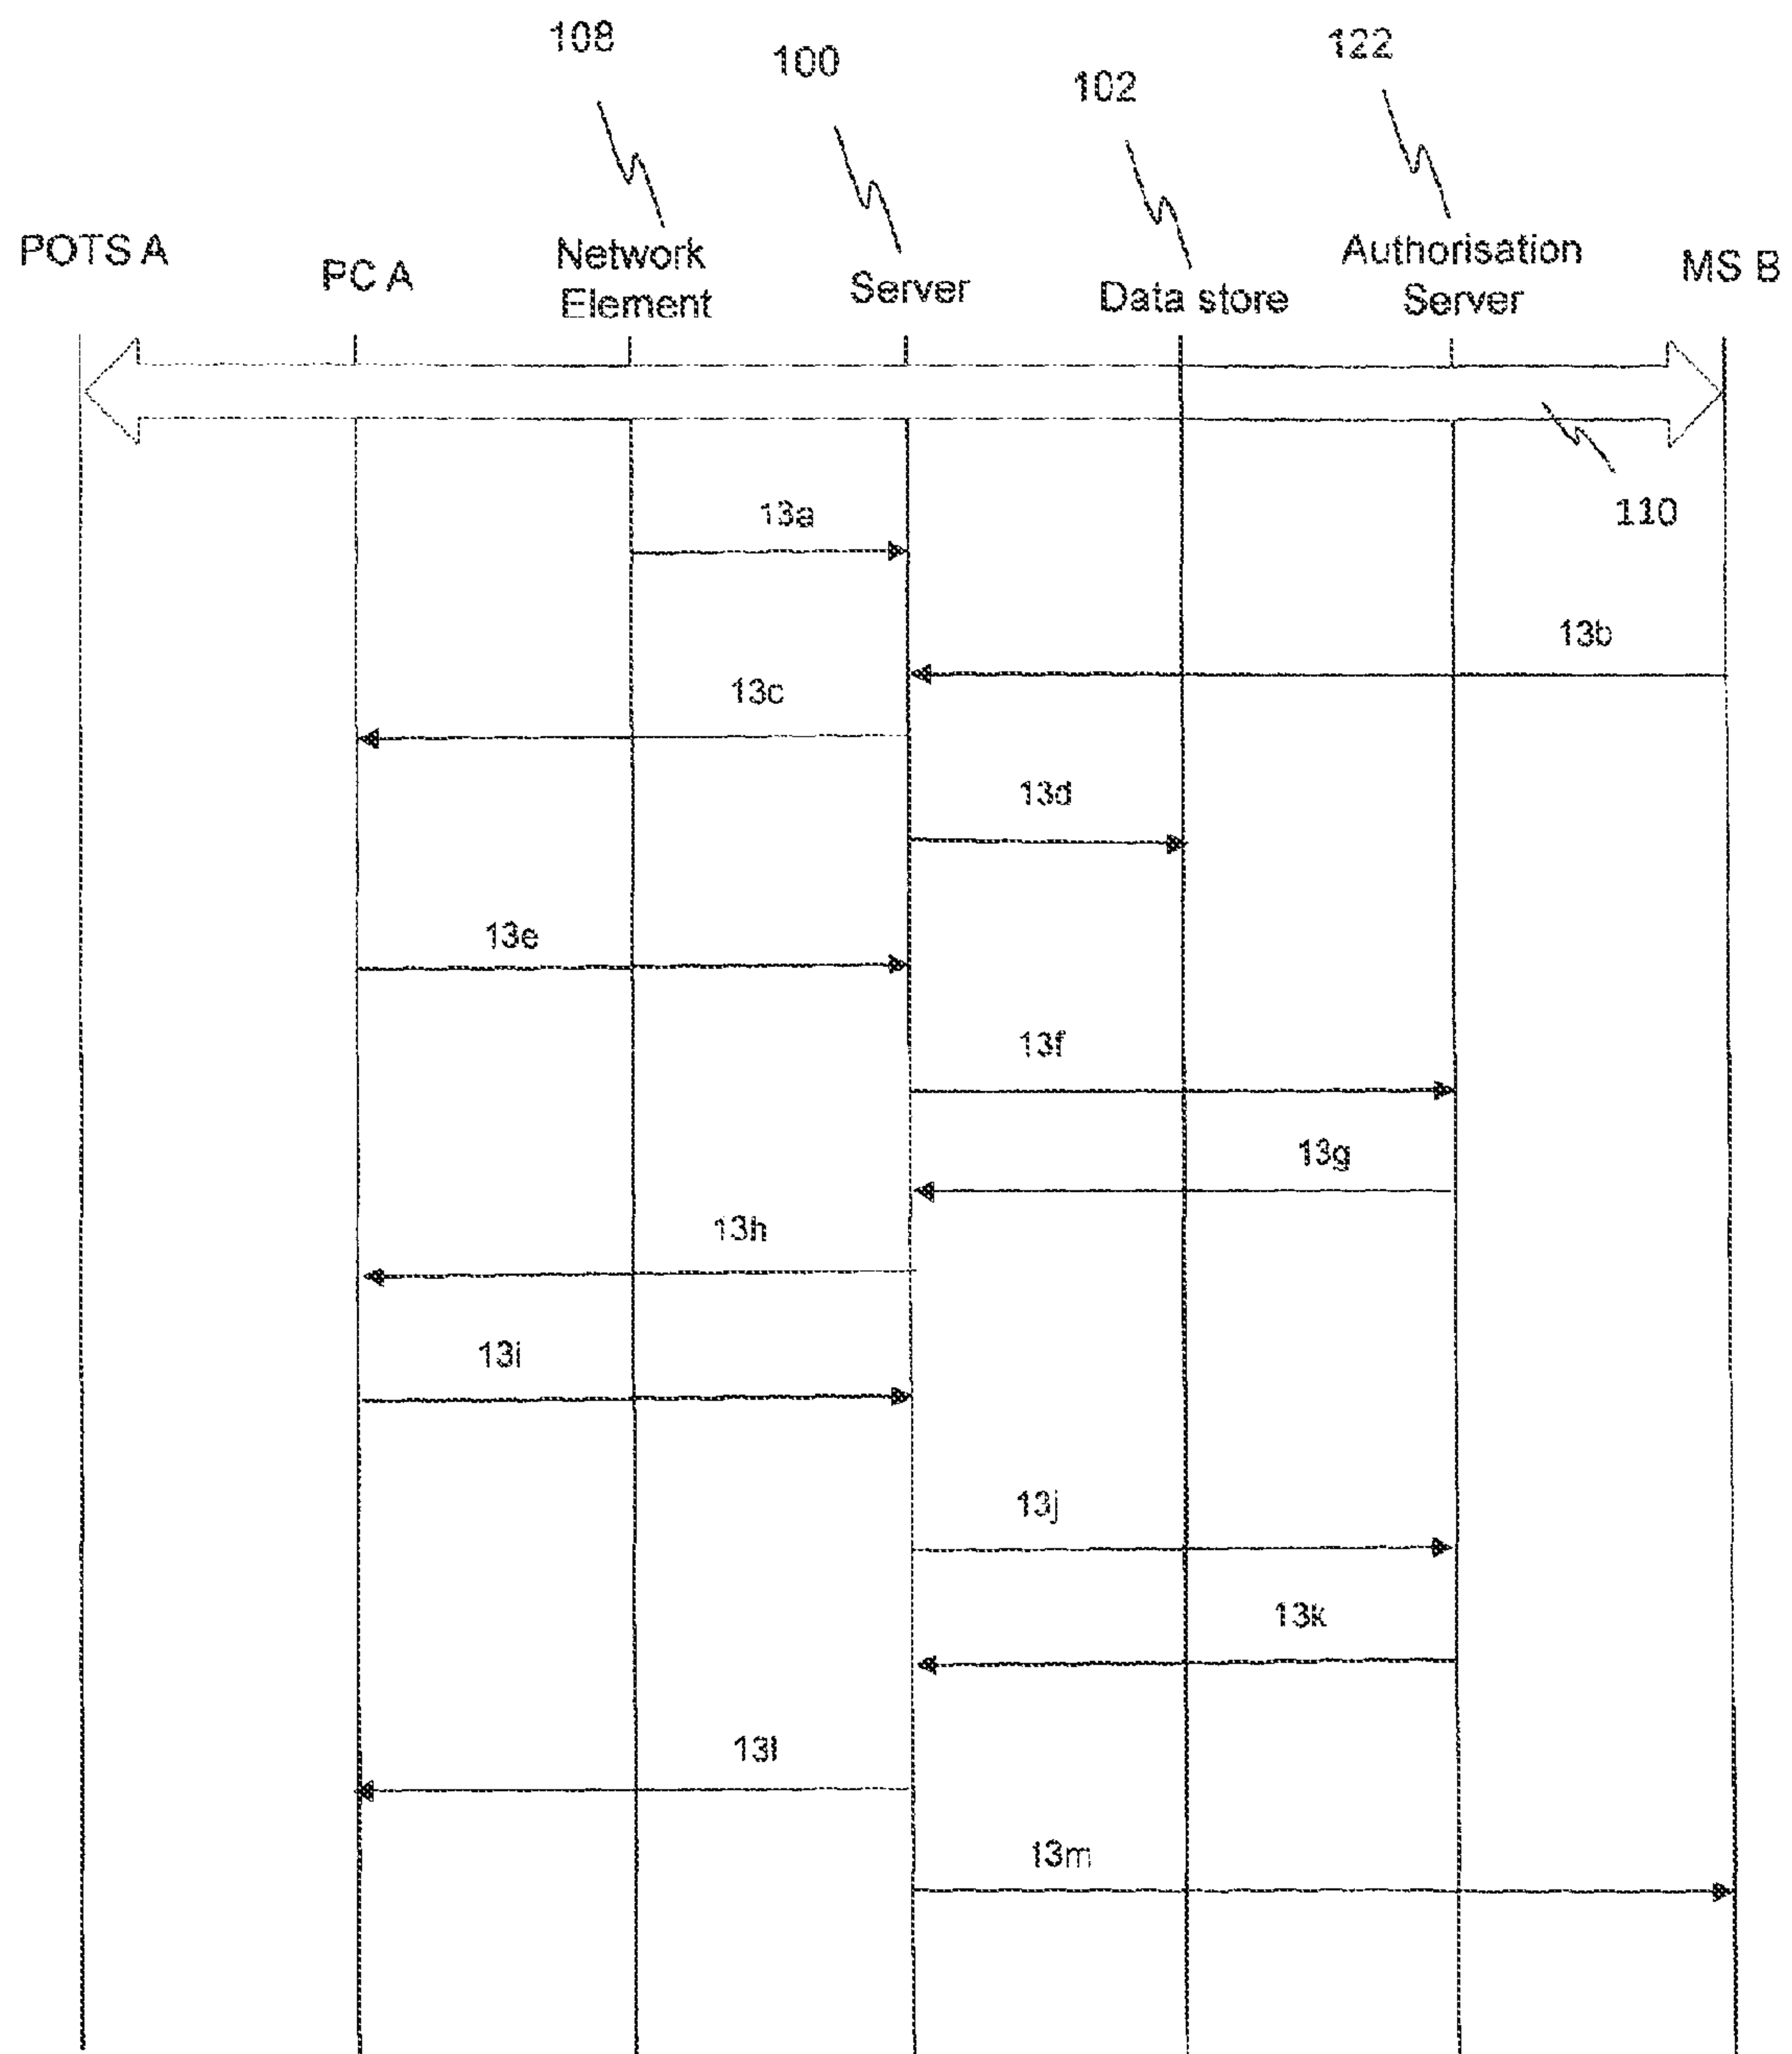 108
100
102
122
POTS A
PC A
Network
Element
Server
Data store
Authorisation
Server
MS B
110
13a
13b
13c
13d
13e
13f
13g
13h
13i
13j
13k
13l
13m